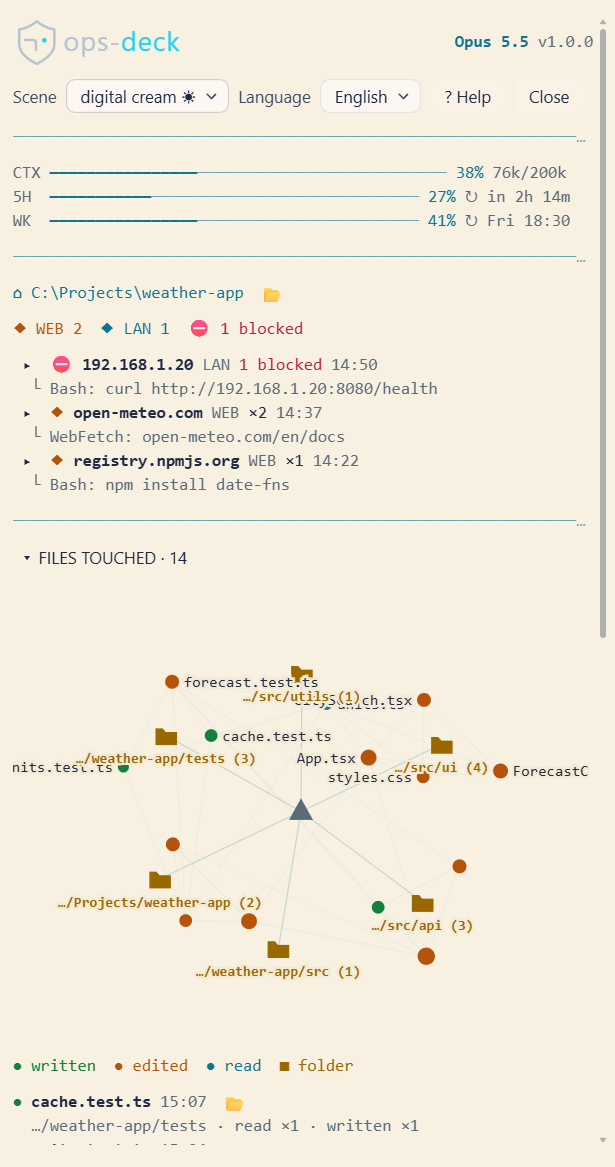 ops-deck
Opus 5.5 v1.0.0
Scene digital cream ☀ Language English ? Help Close
CTX 38% 76k/200k
5H 27% ↻ in 2h 14m
WK 41% ↻ Fri 18:30
⌂ C:\Projects\weather-app
◆ WEB 2 ◆ LAN 1 ⛔ 1 blocked
▸ ⛔ 192.168.1.20 LAN 1 blocked 14:50
└ Bash: curl http://192.168.1.20:8080/health
▸ ◆ open-meteo.com WEB ×2 14:37
└ WebFetch: open-meteo.com/en/docs
▸ ◆ registry.npmjs.org WEB ×1 14:22
└ Bash: npm install date-fns
▾ FILES TOUCHED · 14
forecast.test.ts
…/src/utils (1)
cache.test.ts
…/weather-app/tests (3)
App.tsx
…/src/ui (4)
nits.test.ts
styles.css
ForecastC
…/Projects/weather-app (2)
…/src/api (3)
…/weather-app/src (1)
● written ● edited ● read ■ folder
● cache.test.ts 15:07
…/weather-app/tests · read ×1 · written ×1